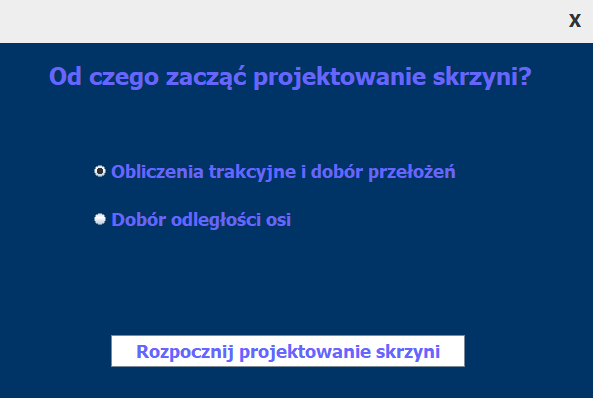 X
Od czego zacząć projektowanie skrzyni?
Obliczenia trakcyjne i dobór przełożeń
Dobór odległości osi
Rozpocznij projektowanie skrzyni